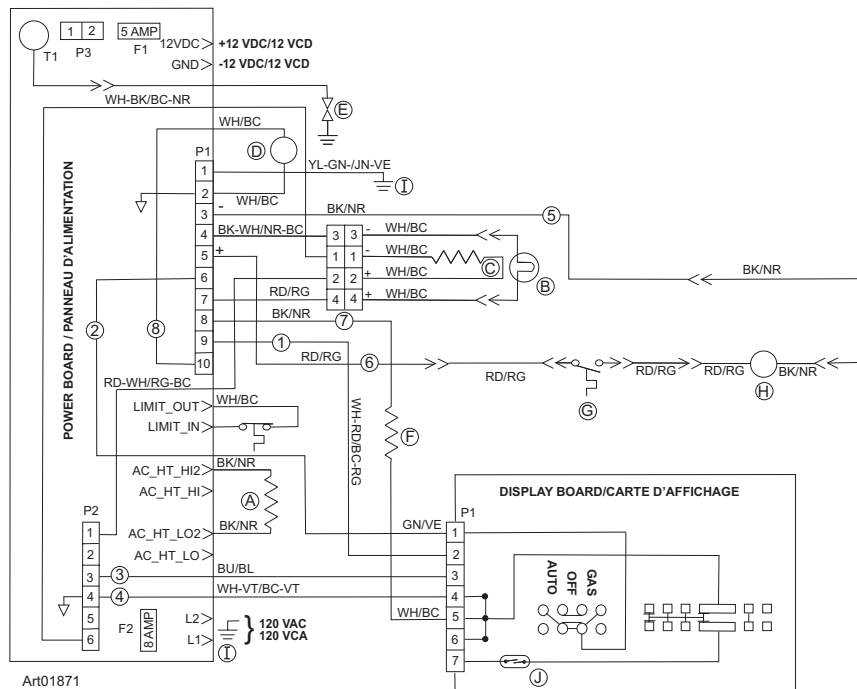 T1
1 2
P3
5 AMP
F1
12VDC +12 VDC/12 VCD
GND -12 VDC/12 VCD
WH-BK/BC-NR
E
WH/BC
D
P1
YL-GN-/JN-VE
I
WH/BC
1
2
3
4
5
6
7
8
9
10
-
+
BK/NR
5
BK/NR
BK-WH/NR-BC
3 3 - WH/BC
1 1 - WH/BC
2 2 + WH/BC
4 4 + WH/BC
C
B
RD/RG
BK/NR
7
2
8
1
RD/RG
6
RD/RG
G
RD/RG
RD/RG
H
BK/NR
POWER BOARD / PANNEAU D'ALIMENTATION
RD-WH/RG-BC
LIMIT_OUT
WH/BC
LIMIT_IN
WH-RD/BC-RG
F
AC_HT_HI2
BK/NR
AC_HT_HI
A
AC_HT_LO2
BK/NR
AC_HT_LO
P2
1
2
3
4
5
6
3
BU/BL
4
WH-VT/BC-VT
GN/VE
WH/BC
F2
8 AMP
L2
L1
I
120 VAC
120 VCA
DISPLAY BOARD/CARTE D'AFFICHAGE
P1
1
2
3
4
5
6
7
AUTO
OFF
GAS
J
Art01871